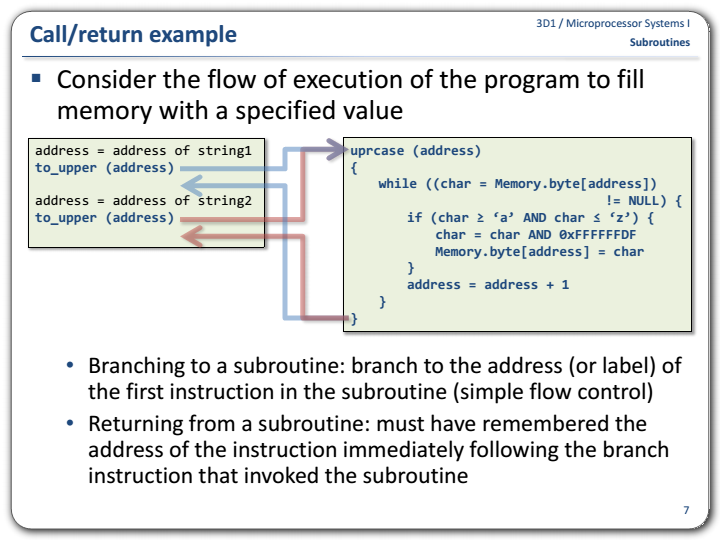 Call/return example
3D1 / Microprocessor Systems I
Subroutines
▪ Consider the flow of execution of the program to fill
memory with a specified value
address = address of string1
to_upper (address)
address = address of string2
to_upper (address)
uprcase (address)
{
while ((char = Memory.byte[address])
!= NULL) {
if (char ≥ ‘a’ AND char ≤ ‘z’) {
char = char AND 0xFFFFFFDF
Memory.byte[address] = char
}
address = address + 1
}
}
• Branching to a subroutine: branch to the address (or label) of
the first instruction in the subroutine (simple flow control)
• Returning from a subroutine: must have remembered the
address of the instruction immediately following the branch
instruction that invoked the subroutine
7